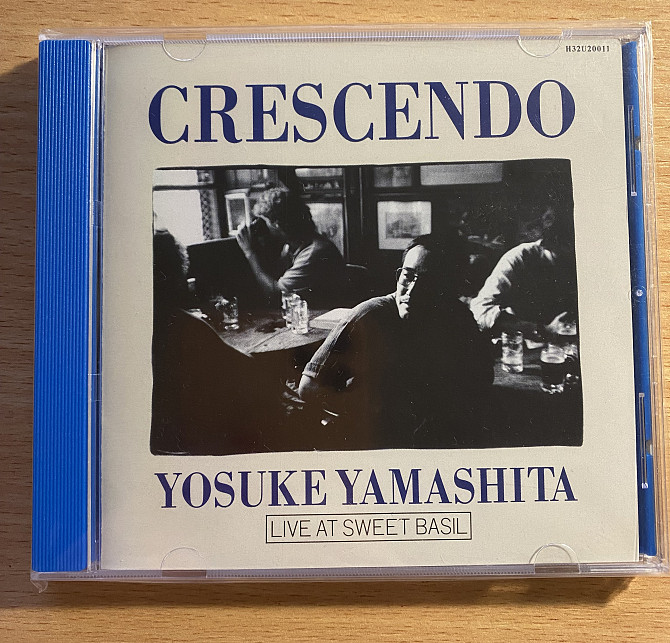 H32U20011
CRESCENDO
YOSUKE YAMASHITA
LIVE AT SWEET BASIL